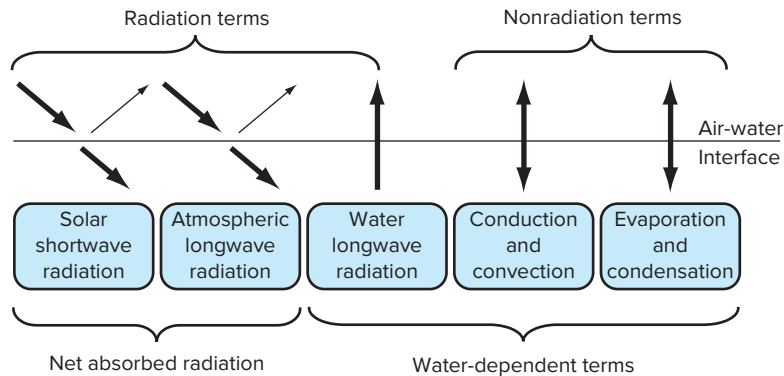 Radiation terms
Nonradiation terms
Air-water
Interface
Solar
shortwave
radiation
Atmospheric
longwave
radiation
Water
longwave
radiation
Conduction
and
convection
Evaporation
and
condensation
Net absorbed radiation
Water-dependent terms